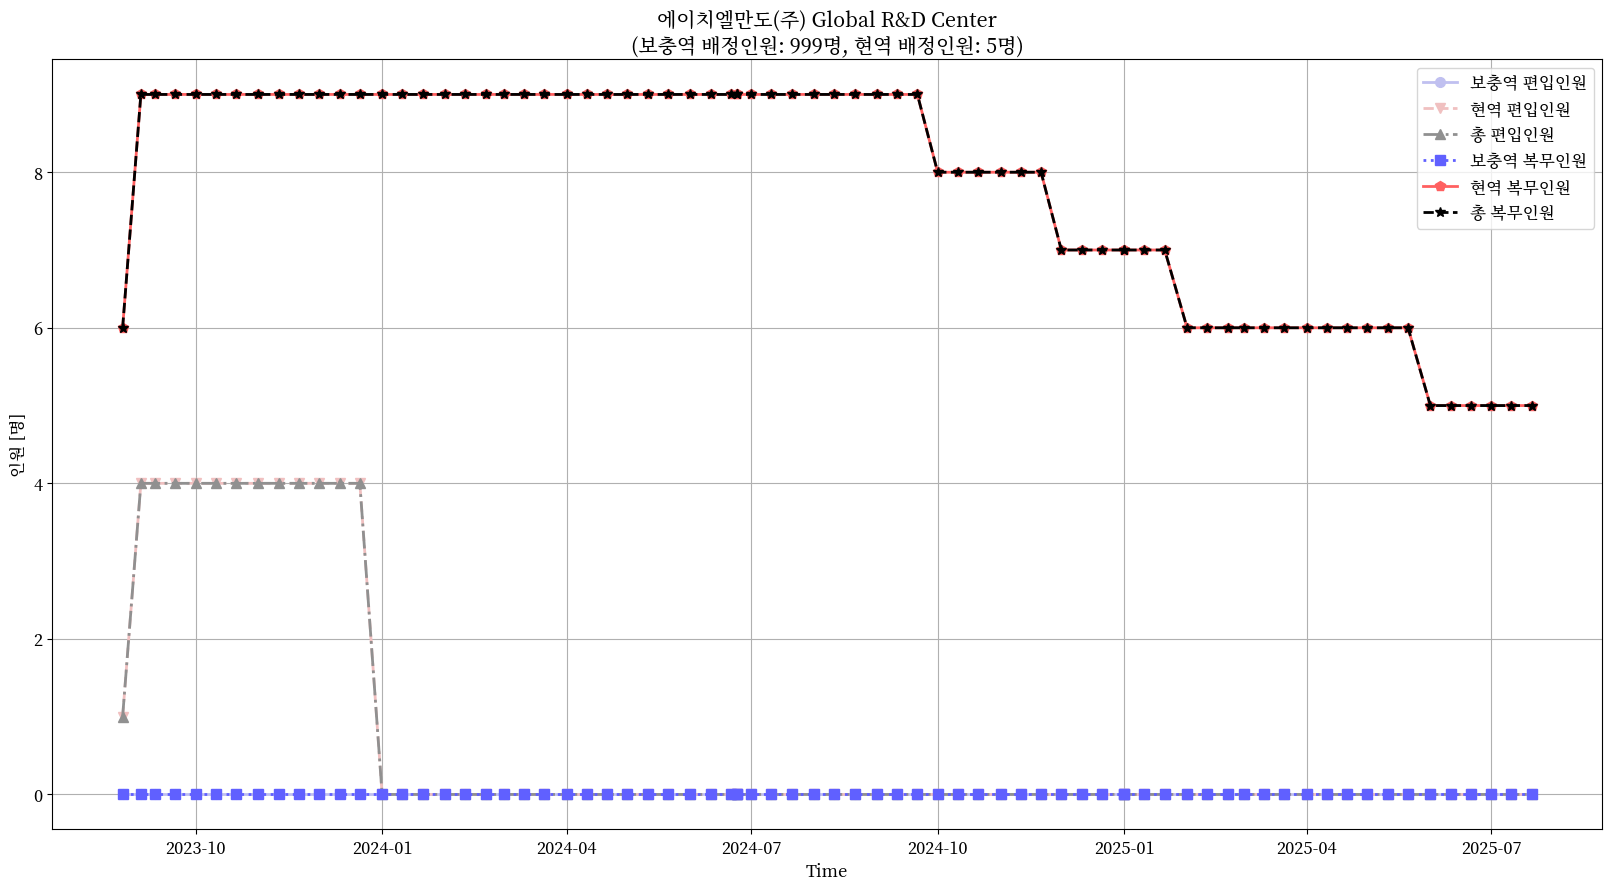 에이치엘만도(주) Global R&D Center
(보충역 배정인원: 999명, 현역 배정인원: 5명)
보충역 편입인원
현역 편입인원
총 편입인원
보충역 복무인원
현역 복무인원
총 복무인원
인원 [명]
8
6
4
2
0
2023-10
2024-01
2024-04
2024-07
2024-10
2025-01
2025-04
2025-07
Time